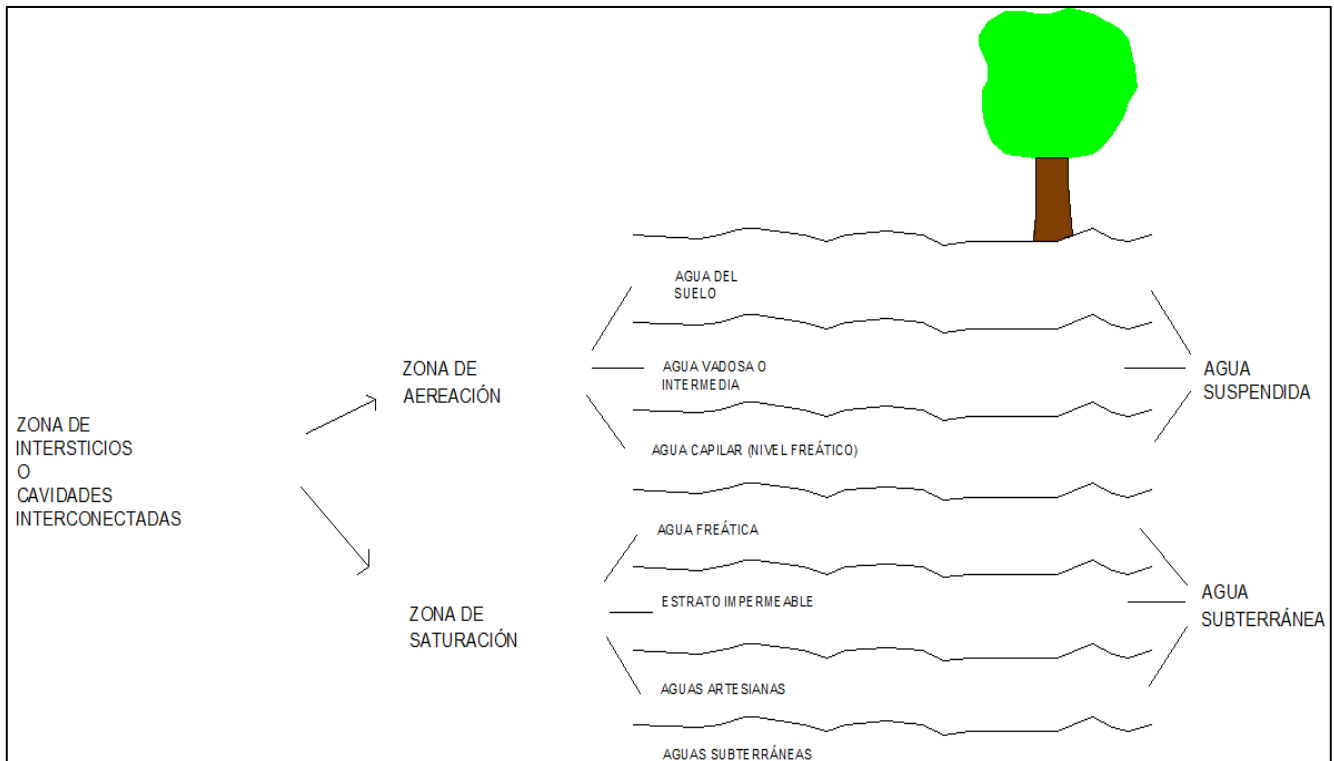 AGUA DEL
SUELO
ZONA DE
AEREACIÓN
AGUA VADOSA O
INTERMEDIA
AGUA
SUSPENDIDA
ZONA DE
INTERSTICIOS
O
CAVIDADES
INTERCONECTADAS
AGUA CAPILAR (NIVEL FREÁTICO)
AGUA FREÁTICA
ZONA DE
SATURACIÓN
ESTRATO IMPERMEABLE
AGUA
SUBTERRÁNEA
AGUAS ARTESIANAS
AGUAS SUBTERRÁNEAS